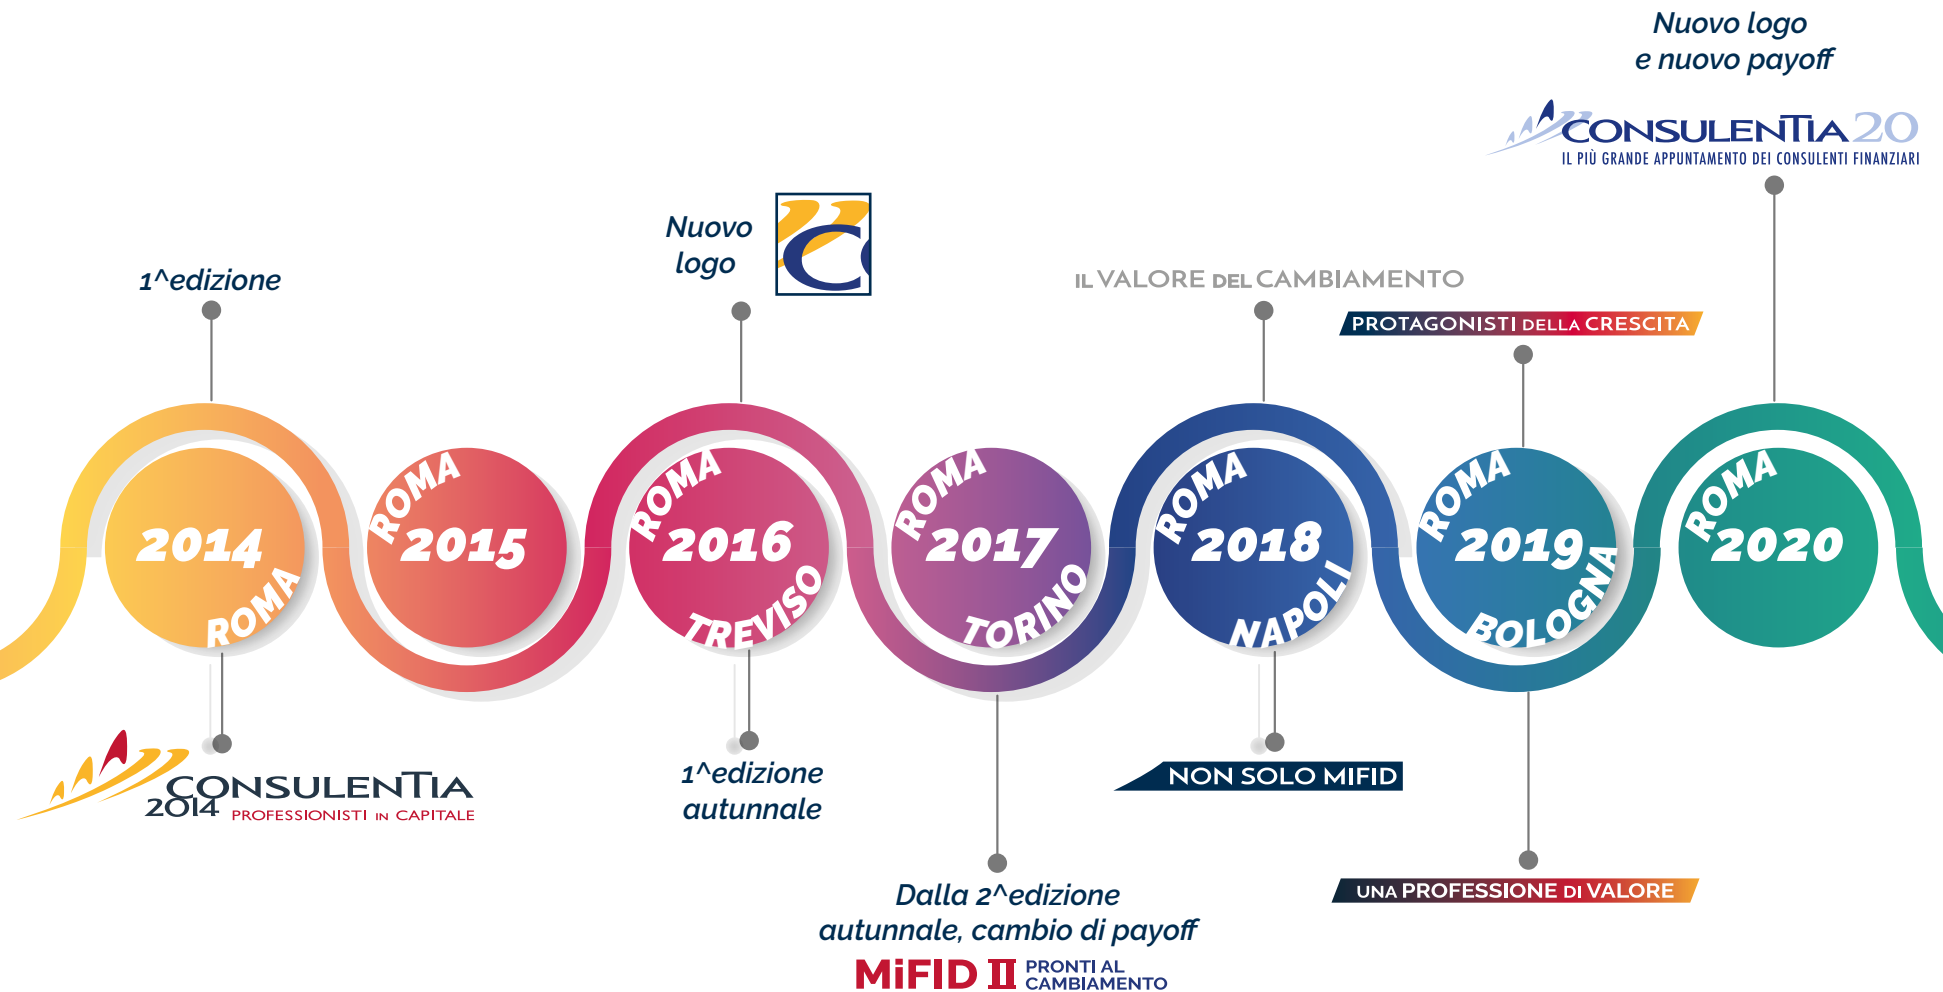 Nuovo logo
e nuovo payoff
CONSULENTIA 20
IL PIÙ GRANDE APPUNTAMENTO DEI CONSULENTI FINANZIARI
Nuovo
logo
C
1^edizione
IL VALORE DEL CAMBIAMENTO
PROTAGONISTI DELLA CRESCITA
2014
ROMA
ROMA
2015
ROMA
2016
TREVISO
ROMA
2017
TORINO
ROMA
2018
NAPOLI
ROMA
2019
BOLOGNA
ROMA
2020
CONSULENTIA
2014 PROFESSIONISTI IN CAPITALE
1^edizione
autunnale
NON SOLO MIFID
Dalla 2^edizione
autunnale, cambio di payoff
MiFID II PRONTI AL
CAMBIAMENTO
UNA PROFESSIONE DI VALORE